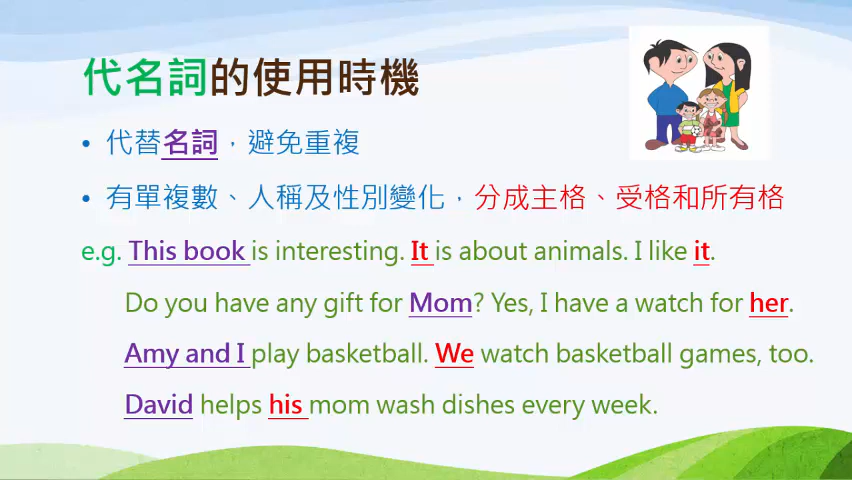 代名詞的使用時機
• 代替名詞，避免重複
• 有單複數、人稱及性別變化，分成主格、受格和所有格
e.g. This book is interesting. It is about animals. I like it.
Do you have any gift for Mom? Yes, I have a watch for her.
Amy and I play basketball. We watch basketball games, too.
David helps his mom wash dishes every week.